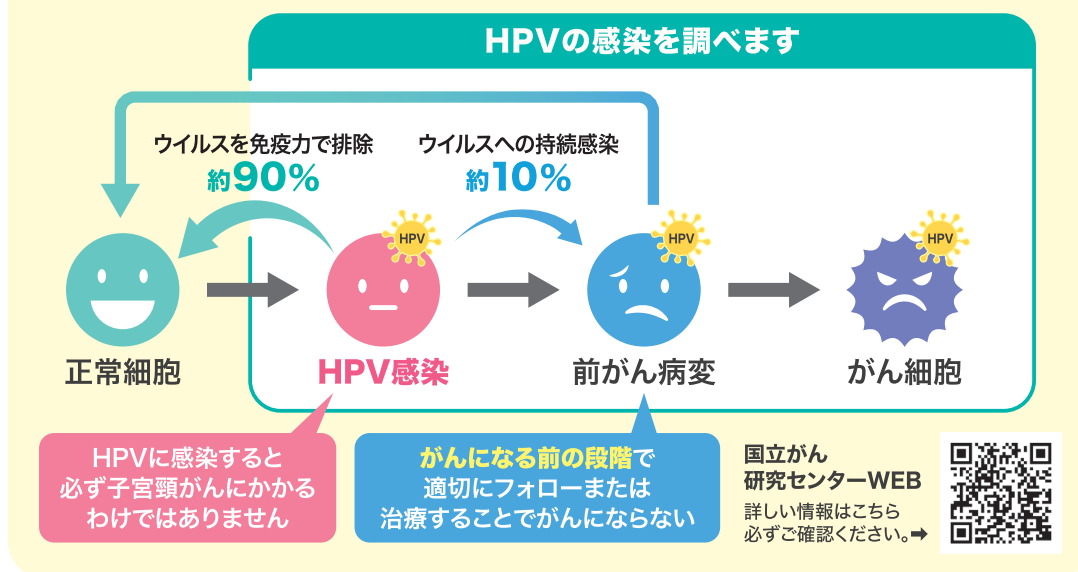 HPVの感染を調べます
ウイルスを免疫力で排除
約90%
ウイルスへの持続感染
約10%
HPV
HPV
HPV
正常細胞
HPV感染
前がん病変
がん細胞
HPVに感染すると
必ず子宮頸がんにかかる
わけではありません
がんになる前の段階で
適切にフォローまたは
治療することでがんにならない
国立がん
研究センターWEB
詳しい情報はこちら
必ずご確認ください。➡